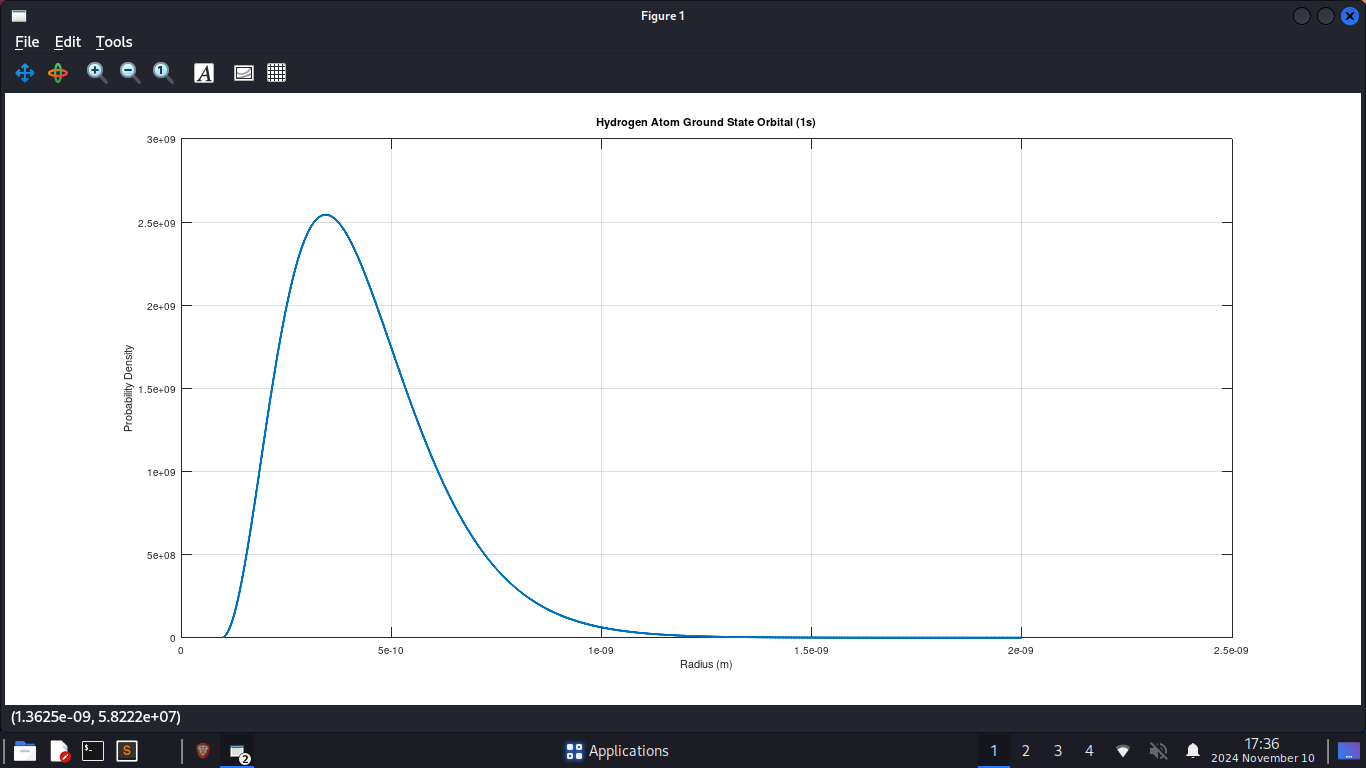 Figure 1
File Edit Tools
1
A
Hydrogen Atom Ground State Orbital (1s)
3e+09
2.5e+09
2e+09
1.5e+09
1e+09
5e+08
0
Probability Density
0 5e-10 1e-09 1.5e-09 2e-09 2.5e-09
Radius (m)
(1.3625e-09, 5.8222e+07)
S
2
Applications
1 2 3 4
17:36
2024 November 10